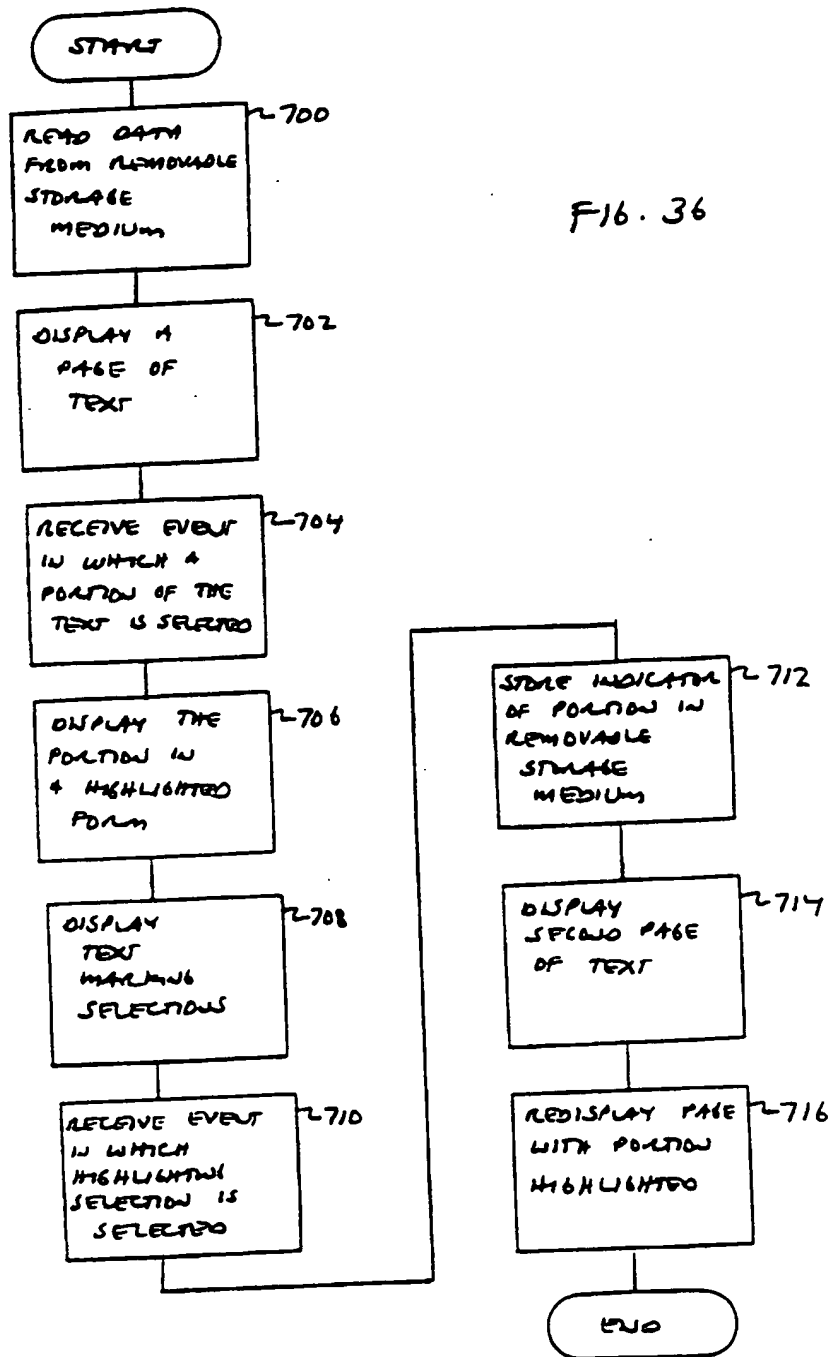 START
READ DATA
FROM REMOVABLE
STORAGE
MEDIUM
700
FIG. 36
DISPLAY A
PAGE OF
TEXT
702
RECEIVE EVENT
IN WHICH A
PORTION OF THE
TEXT IS SELECTED
704
DISPLAY THE
PORTION IN
A HIGHLIGHTED
FORM
706
DISPLAY
TEXT
MARKING
SELECTIONS
708
RECEIVE EVENT
IN WHICH
HIGHLIGHTING
SELECTION IS
SELECTED
710
STORE INDICATOR
OF PORTION IN
REMOVABLE
STORAGE
MEDIUM
712
DISPLAY
SECOND PAGE
OF TEXT
714
REDISPLAY PAGE
WITH PORTION
HIGHLIGHTED
716
END